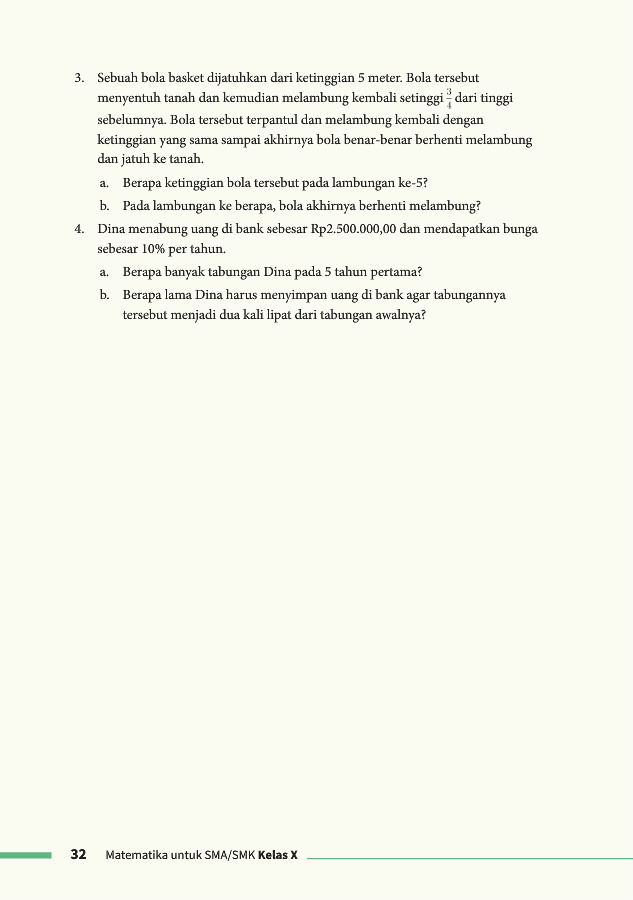 3. Sebuah bola basket dijatuhkan dari ketinggian 5 meter. Bola tersebut
menyentuh tanah dan kemudian melambung kembali setinggi 3/4 dari tinggi
sebelumnya. Bola tersebut terpantul dan melambung kembali dengan
ketinggian yang sama sampai akhirnya bola benar-benar berhenti melambung
dan jatuh ke tanah.
a. Berapa ketinggian bola tersebut pada lambungan ke-5?
b. Pada lambungan ke berapa, bola akhirnya berhenti melambung?
4. Dina menabung uang di bank sebesar Rp2.500.000,00 dan mendapatkan bunga
sebesar 10% per tahun.
a. Berapa banyak tabungan Dina pada 5 tahun pertama?
b. Berapa lama Dina harus menyimpan uang di bank agar tabungannya
tersebut menjadi dua kali lipat dari tabungan awalnya?
32 Matematika untuk SMA/SMK Kelas X